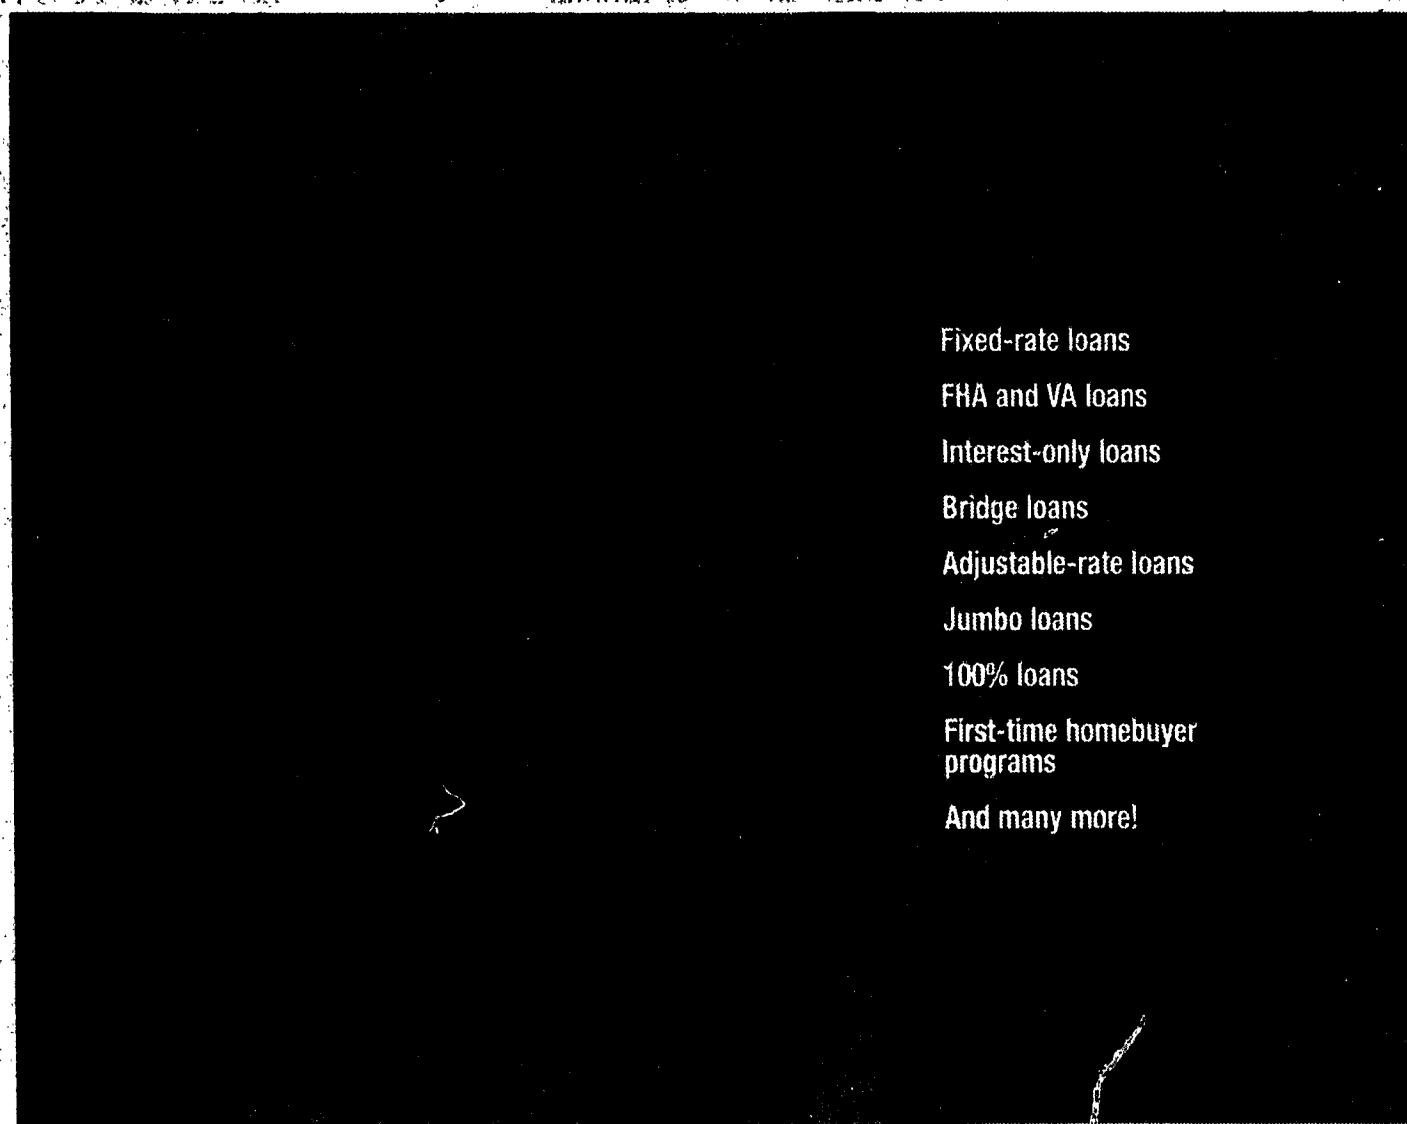 Fixed-rate loans
FHA and VA loans
Interest-only loans
Bridge loans
Adjustable-rate loans
Jumbo loans
100% loans
First-time homebuyer
programs
And many more!